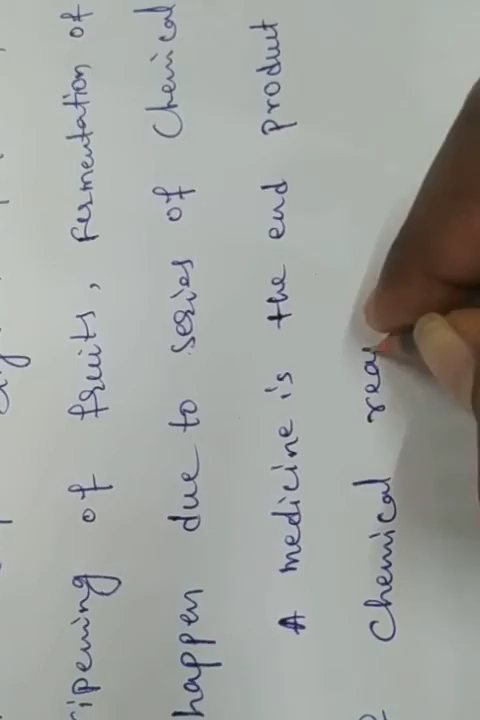 ripening of fruits, fermentation of
happen due to series of Chemical
A medicine is the end product
Chemical rea